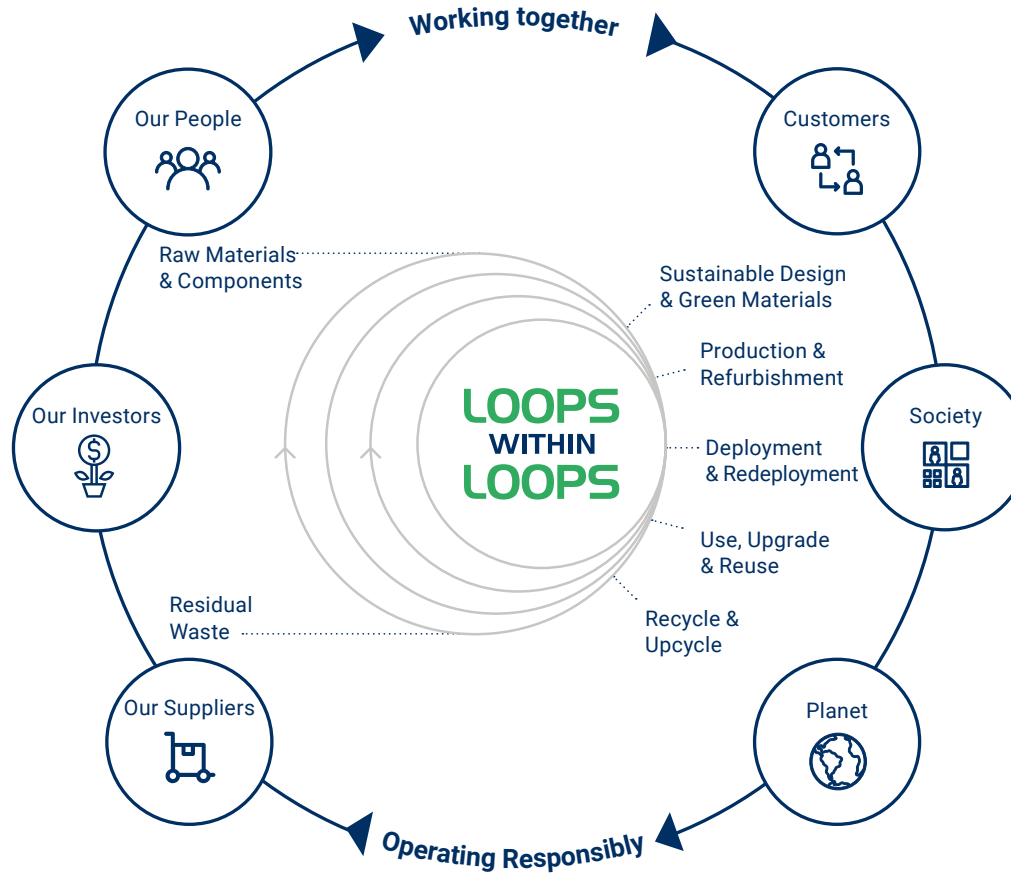 Working together
Our People
Customers
Raw Materials
& Components
Sustainable Design
& Green Materials
Production &
Refurbishment
LOOPS
WITHIN
LOOPS
Our Investors
$
Society
Deployment
& Redeployment
Use, Upgrade
& Reuse
Residual
Waste
Recycle &
Upcycle
Our Suppliers
Planet
Operating Responsibly